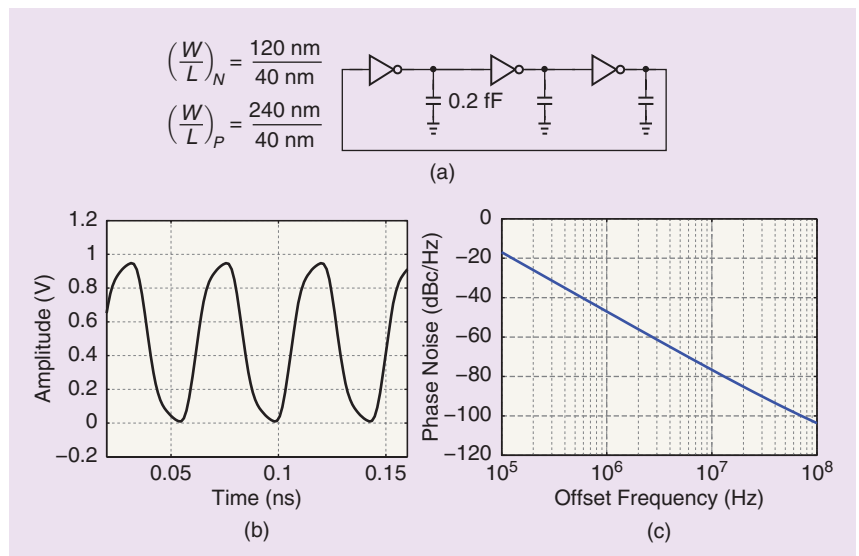 (W/L)N = 120 nm/40 nm
(W/L)P = 240 nm/40 nm
0.2 fF
(a)
1.2
1
0.8
0.6
0.4
0.2
0
−0.2
Amplitude (V)
0.05
0.1
0.15
Time (ns)
(b)
0
−20
−40
−60
−80
−100
−120
Phase Noise (dBc/Hz)
10^5
10^6
10^7
10^8
Offset Frequency (Hz)
(c)